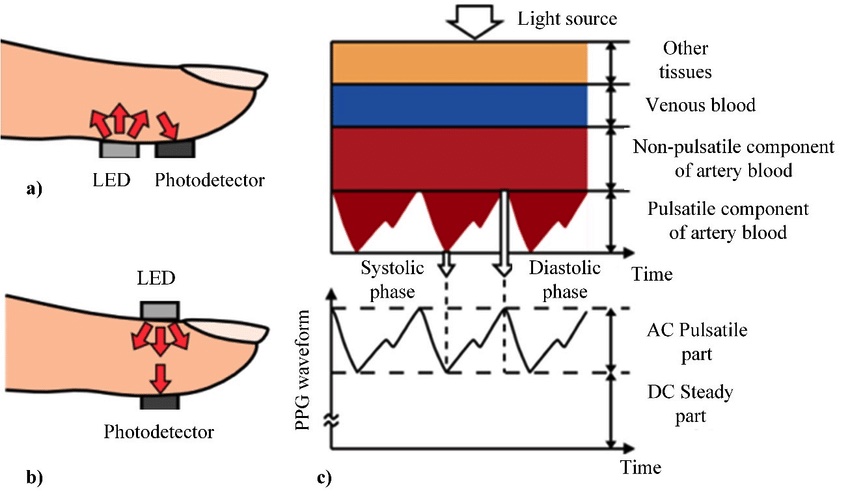 LED Photodetector
a)
LED
Photodetector
b)
Light source
Other
tissues
Venous blood
Non-pulsatile component
of artery blood
Pulsatile component
of artery blood
Systolic
phase
Diastolic
phase
Time
PPG waveform
AC Pulsatile
part
DC Steady
part
Time
c)